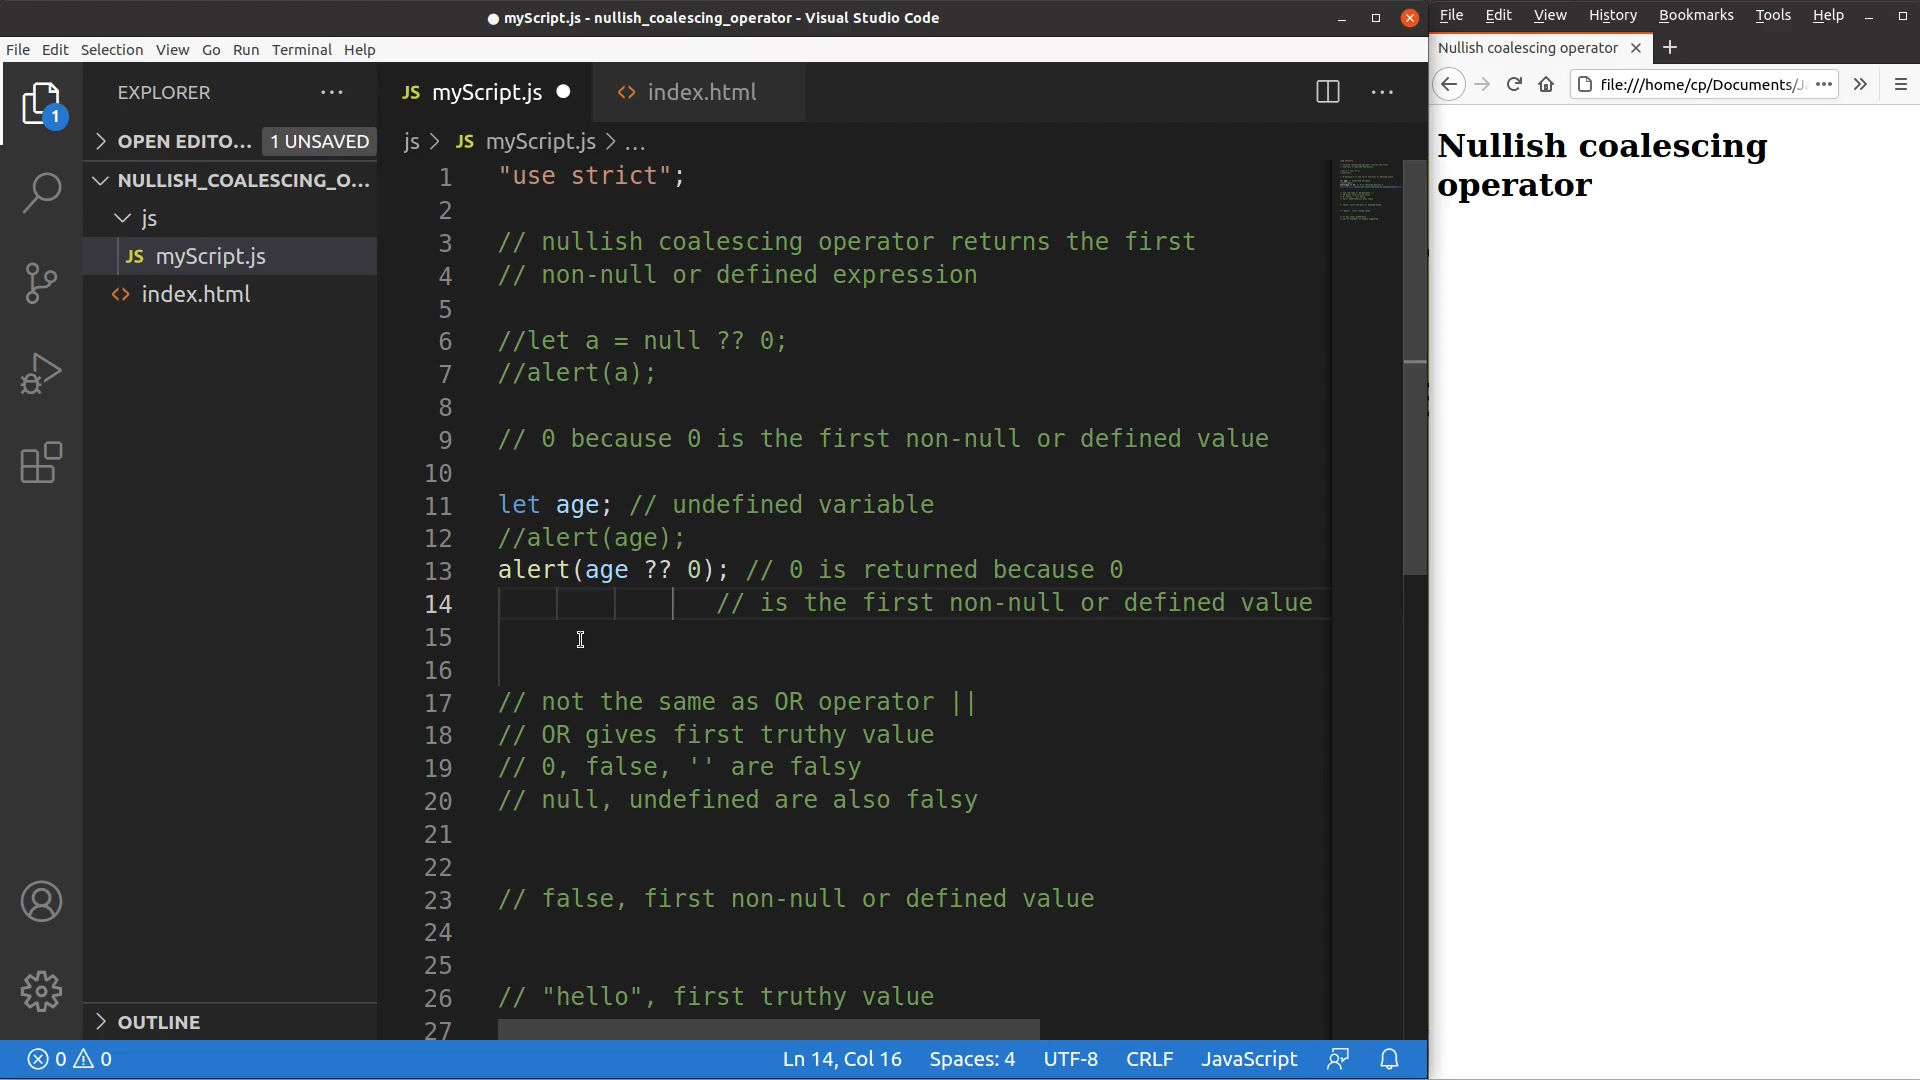 ● myScript.js - nullish_coalescing_operator - Visual Studio Code
File Edit Selection View Go Run Terminal Help
EXPLORER ···
OPEN EDITO... 1 UNSAVED
NULLISH_COALESCING_O...
js
JS myScript.js
<> index.html
OUTLINE
1
JS myScript.js ●
<> index.html
···
js > JS myScript.js > ...
1 "use strict";
2
3 // nullish coalescing operator returns the first
4 // non-null or defined expression
5
6 //let a = null ?? 0;
7 //alert(a);
8
9 // 0 because 0 is the first non-null or defined value
10
11 let age; // undefined variable
12 //alert(age);
13 alert(age ?? 0); // 0 is returned because 0
14 // is the first non-null or defined value
15
16
17 // not the same as OR operator ||
18 // OR gives first truthy value
19 // 0, false, '' are falsy
20 // null, undefined are also falsy
21
22
23 // false, first non-null or defined value
24
25
26 // "hello", first truthy value
27
0 0 Ln 14, Col 16 Spaces: 4 UTF-8 CRLF JavaScript
File Edit View History Bookmarks Tools Help
Nullish coalescing operator
file:///home/cp/Documents/ ···
Nullish coalescing
operator